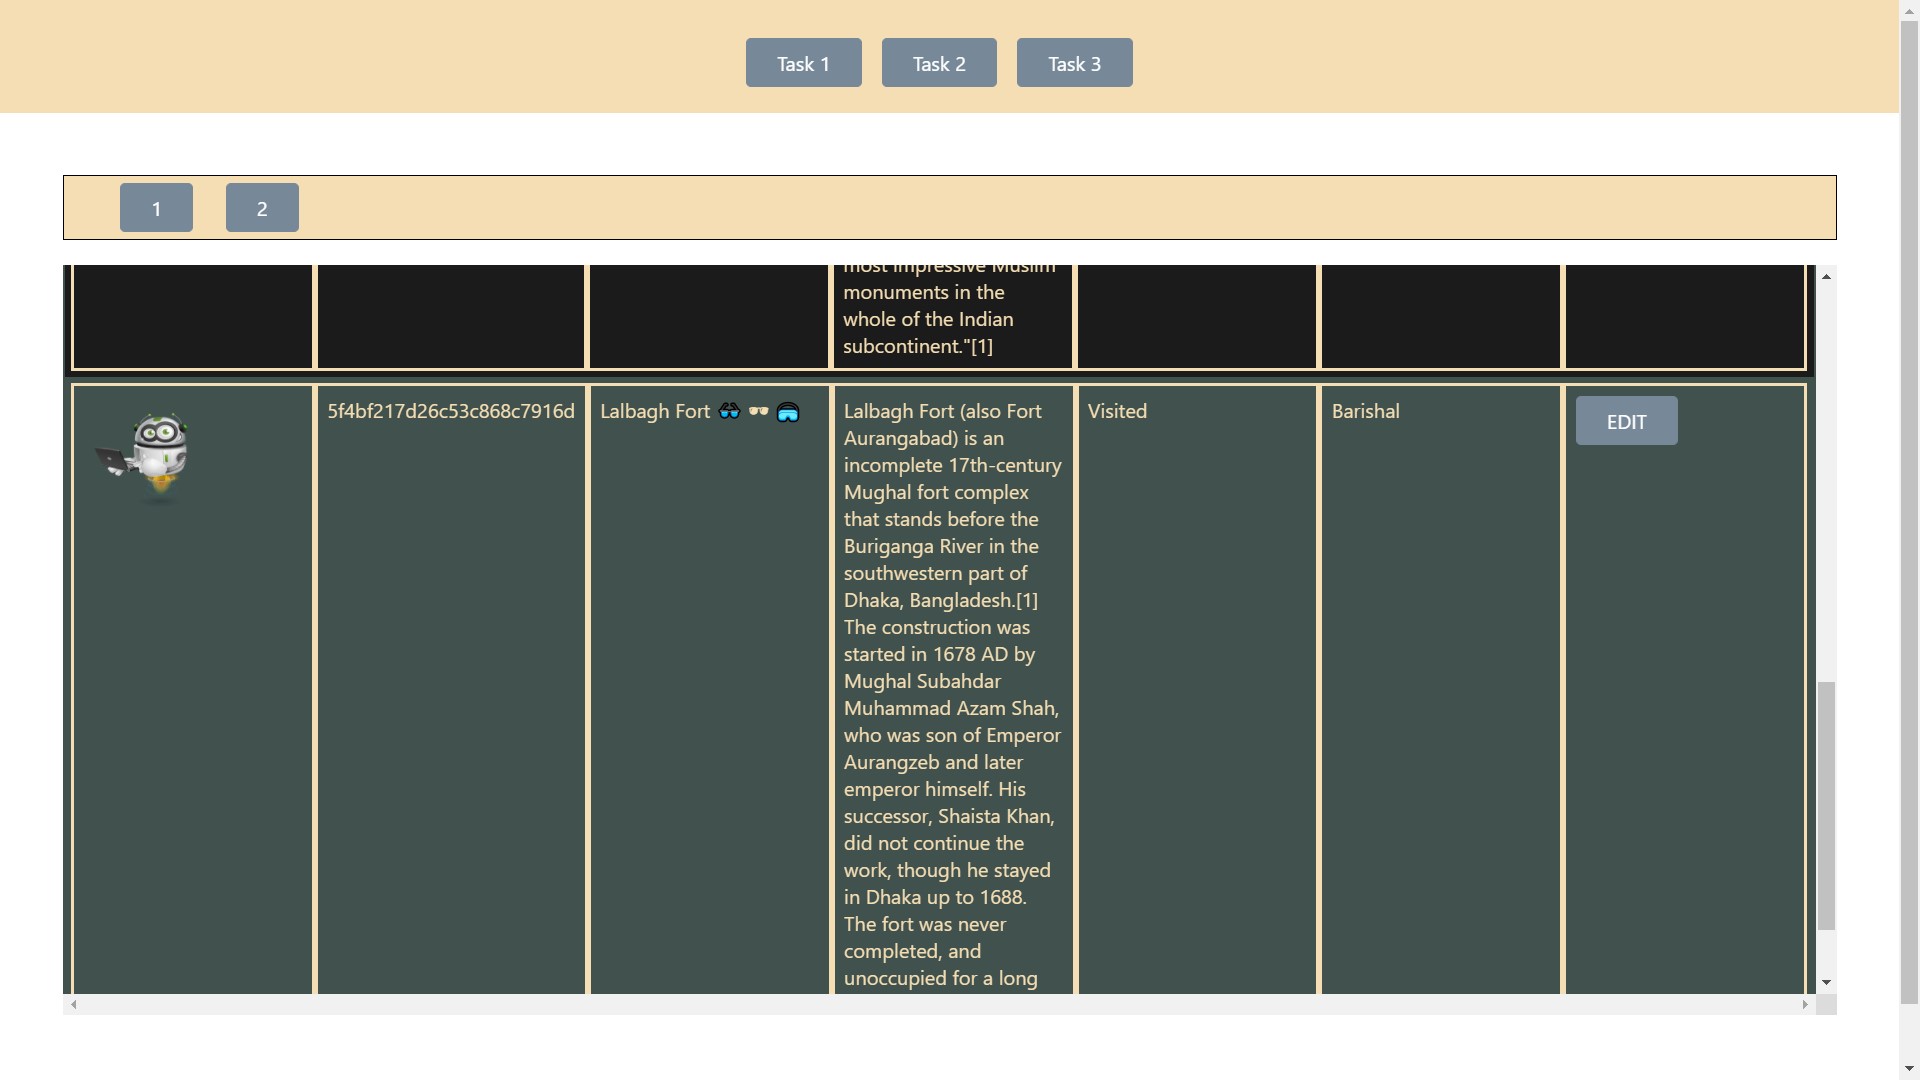 Task 1
Task 2
Task 3
1
2
most impressive Muslim
monuments in the
whole of the Indian
subcontinent."[1]
5f4bf217d26c53c868c7916d
Lalbagh Fort 🕶 🕶️ 🥽
Lalbagh Fort (also Fort
Aurangabad) is an
incomplete 17th-century
Mughal fort complex
that stands before the
Buriganga River in the
southwestern part of
Dhaka, Bangladesh.[1]
The construction was
started in 1678 AD by
Mughal Subahdar
Muhammad Azam Shah,
who was son of Emperor
Aurangzeb and later
emperor himself. His
successor, Shaista Khan,
did not continue the
work, though he stayed
in Dhaka up to 1688.
The fort was never
completed, and
unoccupied for a long
Visited
Barishal
EDIT